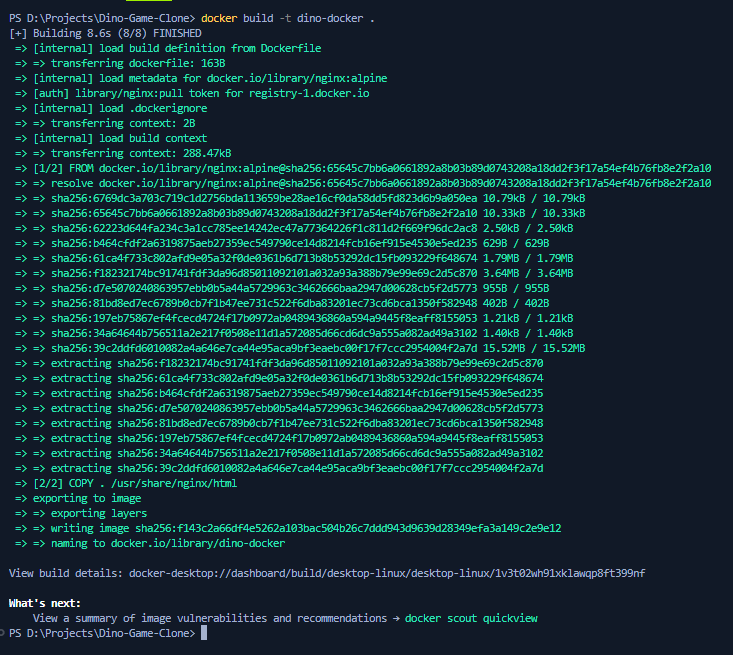 PS D:\Projects\Dino-Game-Clone> docker build -t dino-docker .
[+] Building 8.6s (8/8) FINISHED
=> [internal] load build definition from Dockerfile
=> => transferring dockerfile: 163B
=> [internal] load metadata for docker.io/library/nginx:alpine
=> [auth] library/nginx:pull token for registry-1.docker.io
=> [internal] load .dockerignore
=> => transferring context: 2B
=> [internal] load build context
=> => transferring context: 288.47kB
=> [1/2] FROM docker.io/library/nginx:alpine@sha256:65645c7bb6a0661892a8b03b89d0743208a18dd2f3f17a54ef4b76fb8e2f2a10
=> => resolve docker.io/library/nginx:alpine@sha256:65645c7bb6a0661892a8b03b89d0743208a18dd2f3f17a54ef4b76fb8e2f2a10
=> => sha256:6769dc3a703c719c1d2756bda113659be28ae16cf0da58dd5fd823d6b9a050ea 10.79kB / 10.79kB
=> => sha256:65645c7bb6a0661892a8b03b89d0743208a18dd2f3f17a54ef4b76fb8e2f2a10 10.33kB / 10.33kB
=> => sha256:62223d644fa234c3a1cc785ee14242ec47a77364226f1c811d2f669f96dc2ac8 2.50kB / 2.50kB
=> => sha256:b464cfdf2a6319875aeb27359ec549790ce14d8214fcb16ef915e4530e5ed235 629B / 629B
=> => sha256:61ca4f733c802afd9e05a32f0de0361b6d713b8b53292dc15fb093229f648674 1.79MB / 1.79MB
=> => sha256:f18232174bc91741fdf3da96d85011092101a032a93a388b79e99e69c2d5c870 3.64MB / 3.64MB
=> => sha256:d7e5070240863957ebb0b5a44a5729963c3462666baa2947d00628cb5f2d5773 955B / 955B
=> => sha256:81bd8ed7ec6789b0cb7f1b47ee731c522f6dba83201ec73cd6bca1350f582948 402B / 402B
=> => sha256:197eb75867ef4fcecd4724f17b0972ab0489436860a594a9445f8eaff8155053 1.21kB / 1.21kB
=> => sha256:34a64644b756511a2e217f0508e11d1a572085d66cd6dc9a555a082ad49a3102 1.40kB / 1.40kB
=> => sha256:39c2ddfd6010082a4a646e7ca44e95aca9bf3eaebc00f17f7ccc2954004f2a7d 15.52MB / 15.52MB
=> => extracting sha256:f18232174bc91741fdf3da96d85011092101a032a93a388b79e99e69c2d5c870
=> => extracting sha256:61ca4f733c802afd9e05a32f0de0361b6d713b8b53292dc15fb093229f648674
=> => extracting sha256:b464cfdf2a6319875aeb27359ec549790ce14d8214fcb16ef915e4530e5ed235
=> => extracting sha256:d7e5070240863957ebb0b5a44a5729963c3462666baa2947d00628cb5f2d5773
=> => extracting sha256:81bd8ed7ec6789b0cb7f1b47ee731c522f6dba83201ec73cd6bca1350f582948
=> => extracting sha256:197eb75867ef4fcecd4724f17b0972ab0489436860a594a9445f8eaff8155053
=> => extracting sha256:34a64644b756511a2e217f0508e11d1a572085d66cd6dc9a555a082ad49a3102
=> => extracting sha256:39c2ddfd6010082a4a646e7ca44e95aca9bf3eaebc00f17f7ccc2954004f2a7d
=> [2/2] COPY . /usr/share/nginx/html
=> exporting to image
=> => exporting layers
=> => writing image sha256:f143c2a66df4e5262a103bac504b26c7ddd943d9639d28349efa3a149c2e9e12
=> => naming to docker.io/library/dino-docker
View build details: docker-desktop://dashboard/build/desktop-linux/desktop-linux/1v3t02wh91xklawqp8ft399nf
What's next:
View a summary of image vulnerabilities and recommendations → docker scout quickview
PS D:\Projects\Dino-Game-Clone>